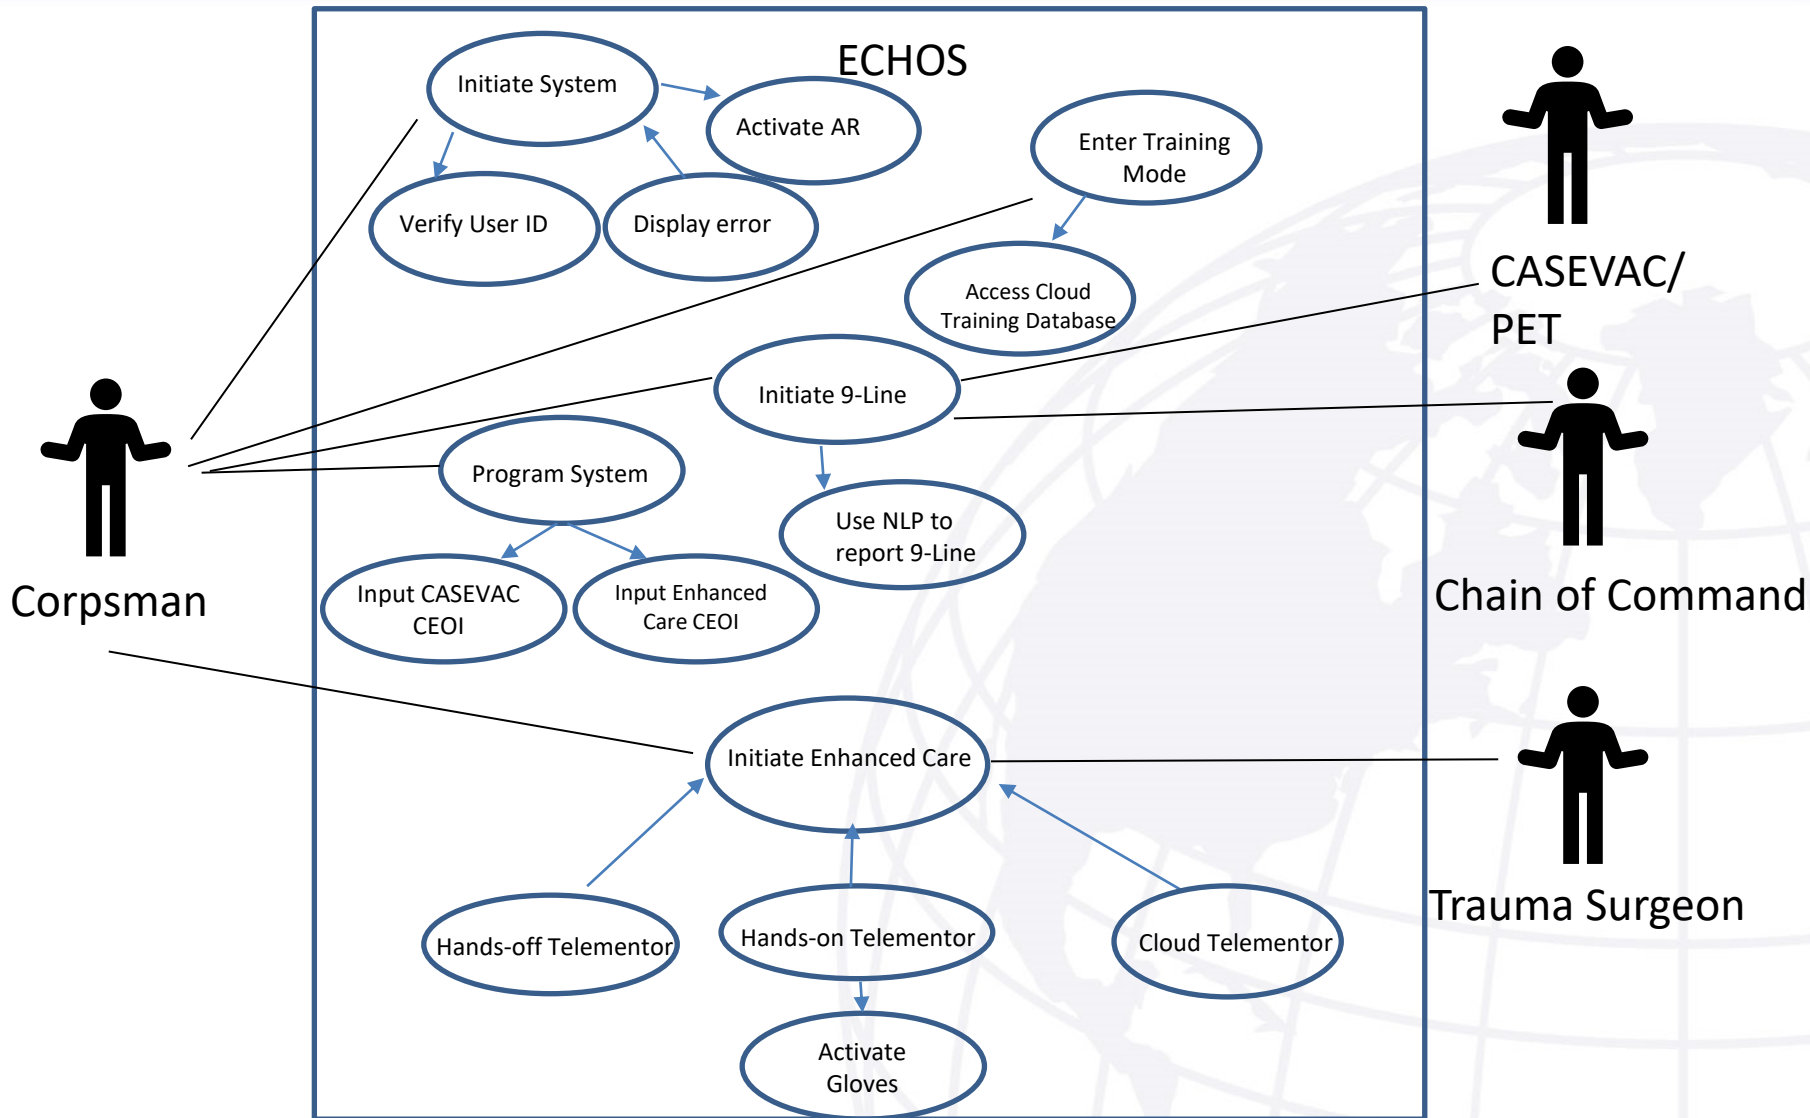 ECHOS
Initiate System
Activate AR
Enter Training
Mode
Verify User ID
Display error
CASEVAC/
PET
Access Cloud
Training Database
Initiate 9-Line
Program System
Use NLP to
report 9-Line
Corpsman
Input CASEVAC
CEOI
Input Enhanced
Care CEOI
Chain of Command
Initiate Enhanced Care
Trauma Surgeon
Hands-off Telementor
Hands-on Telementor
Cloud Telementor
Activate
Gloves